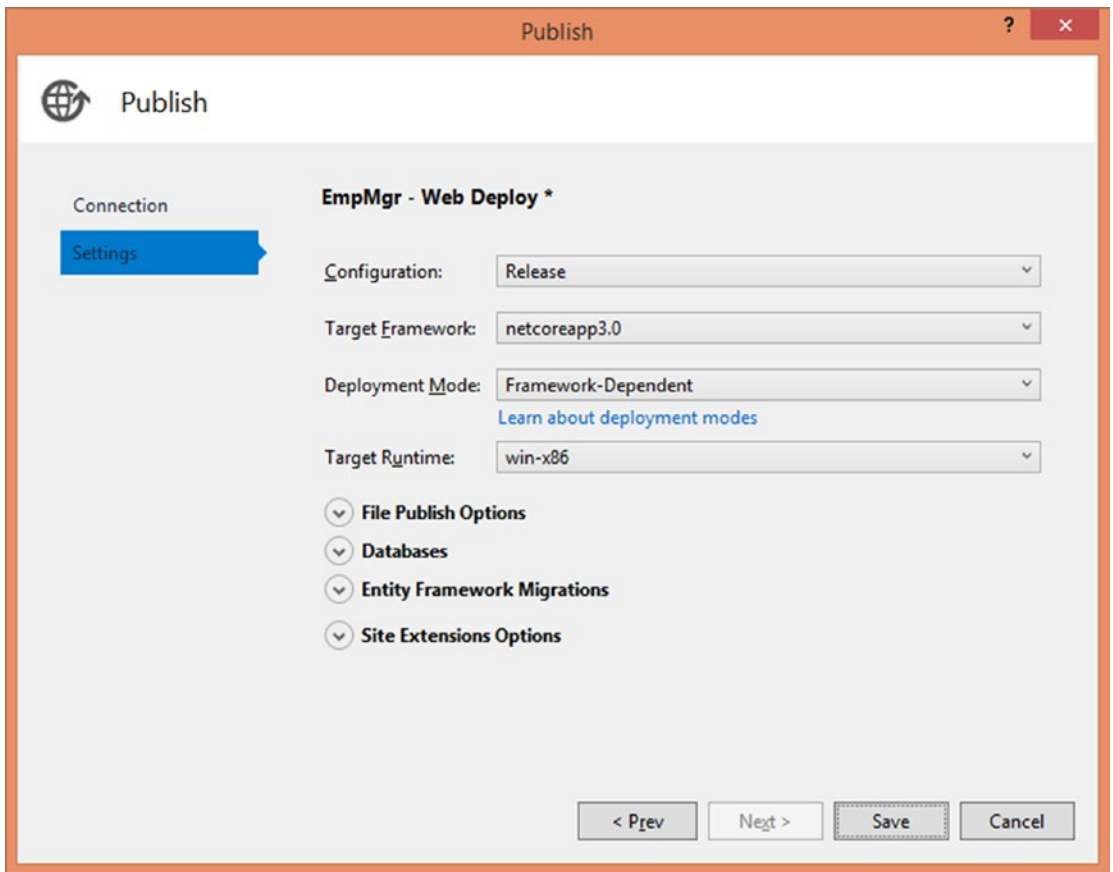 Publish
?
×
Publish
Connection
Settings
EmpMgr - Web Deploy *
Configuration: Release
Target Framework: netcoreapp3.0
Deployment Mode: Framework-Dependent
Learn about deployment modes
Target Runtime: win-x86
File Publish Options
Databases
Entity Framework Migrations
Site Extensions Options
< Prev
Next >
Save
Cancel